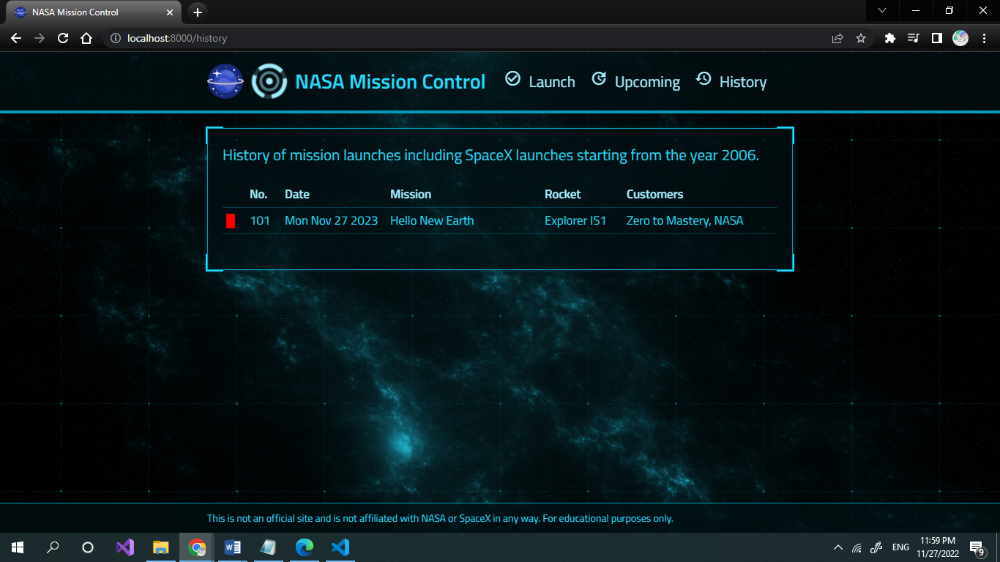 NASA Mission Control
localhost:8000/history
NASA Mission Control Launch Upcoming History
History of mission launches including SpaceX launches starting from the year 2006.
No. Date Mission Rocket Customers
101 Mon Nov 27 2023 Hello New Earth Explorer IS1 Zero to Mastery, NASA
This is not an official site and is not affiliated with NASA or SpaceX in any way. For educational purposes only.
ENG
11:59 PM
11/27/2022
9